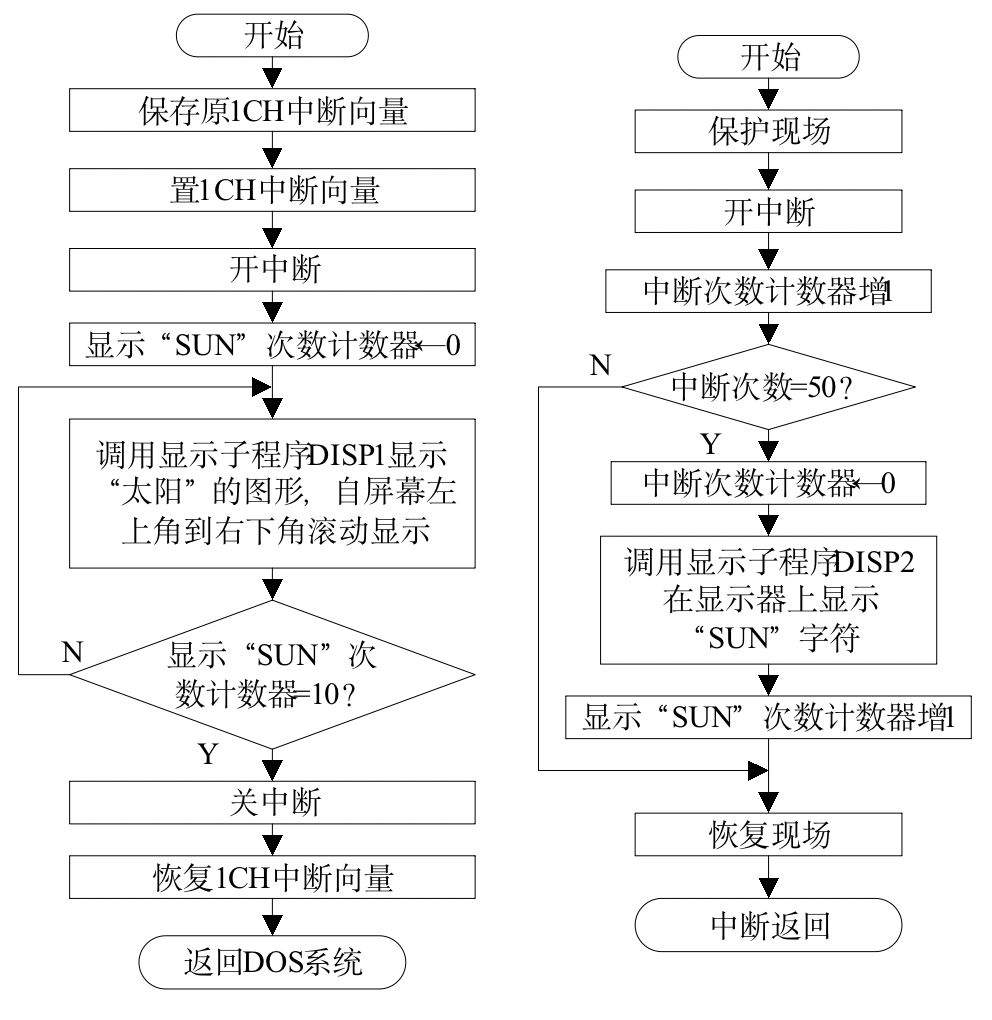 开始
保存原1CH中断向量
置1CH中断向量
开中断
显示“SUN”次数计数器←0
调用显示子程序DISP1显示
“太阳”的图形，自屏幕左
上角到右下角滚动显示
N
显示“SUN”次
数计数器=10?
Y
关中断
恢复1CH中断向量
返回DOS系统
开始
保护现场
开中断
中断次数计数器增1
N
中断次数=50?
Y
中断次数计数器←0
调用显示子程序DISP2
在显示器上显示
“SUN”字符
显示“SUN”次数计数器增1
恢复现场
中断返回